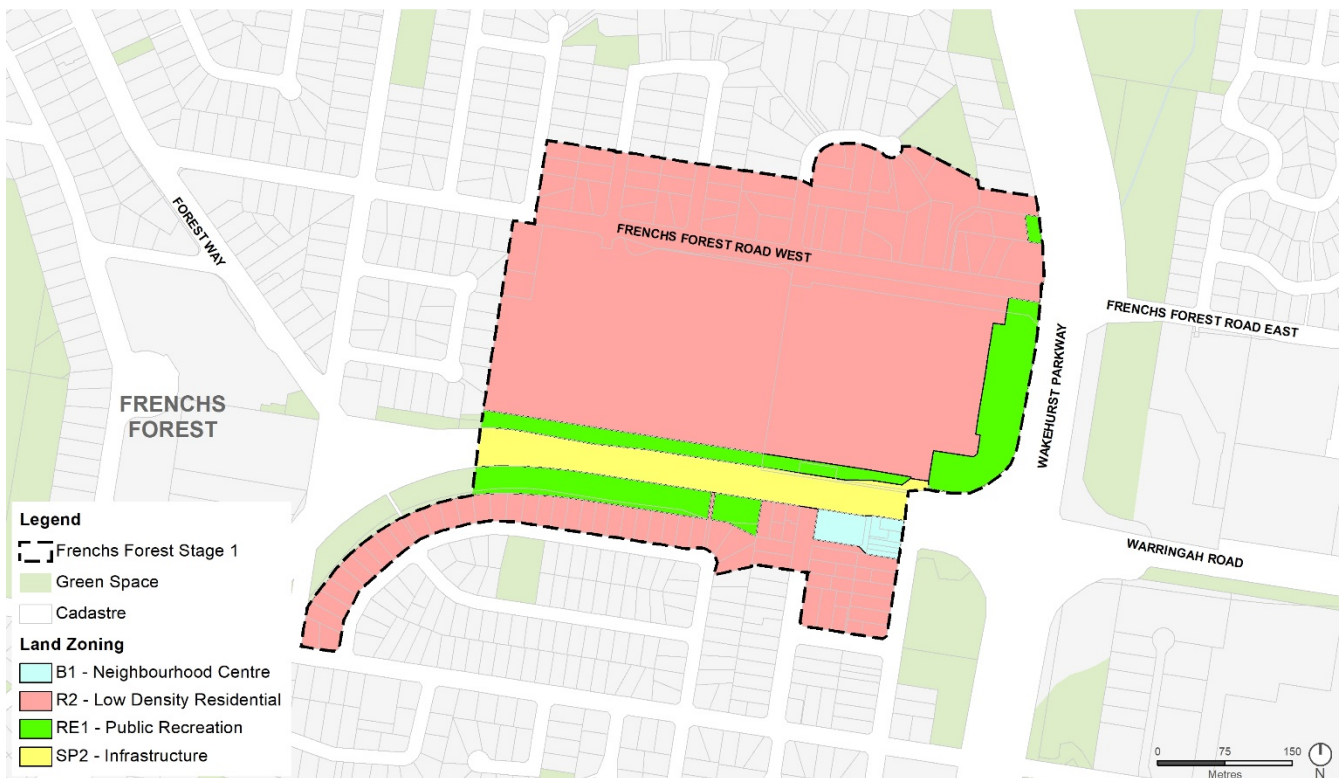 FOREST WAY
FRENCHS FOREST ROAD WEST
FRENCHS FOREST ROAD EAST
WAKEHURST PARKWAY
FRENCHS
FOREST
WARRINGAH ROAD
Legend
Frenchs Forest Stage 1
Green Space
Cadastre
Land Zoning
B1 - Neighbourhood Centre
R2 - Low Density Residential
RE1 - Public Recreation
SP2 - Infrastructure
0 75 150
Metres
N